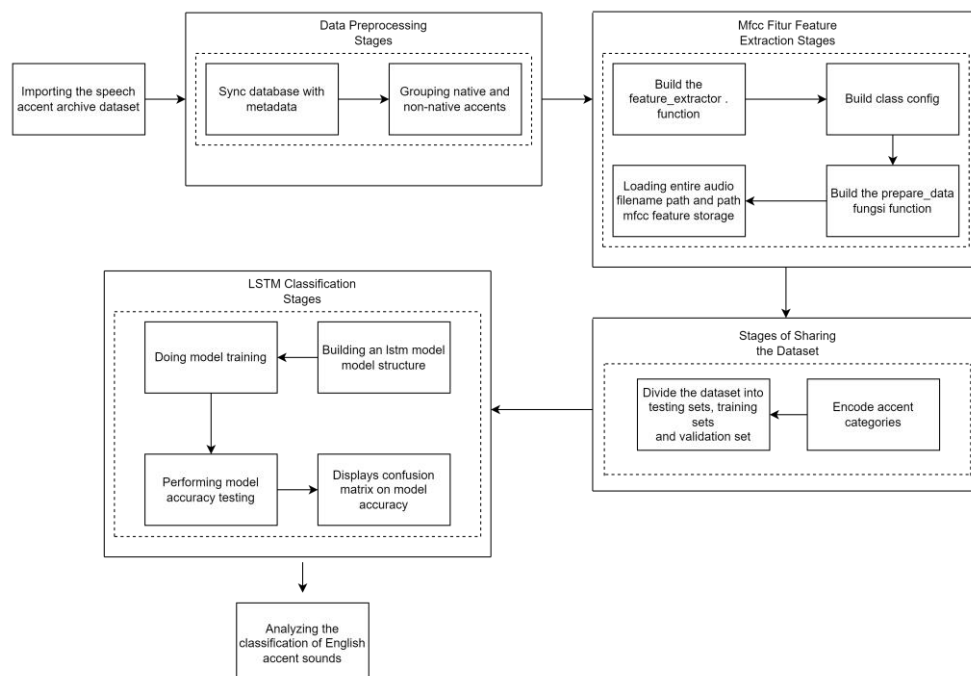 Importing the speech
accent archive dataset
Data Preprocessing
Stages
Sync database with
metadata
Grouping native and
non-native accents
Mfcc Fitur Feature
Extraction Stages
Build the
feature_extractor .
function
Build class config
Build the prepare_data
fungsi function
Loading entire audio
filename path and path
mfcc feature storage
Stages of Sharing
the Dataset
Encode accent
categories
Divide the dataset into
testing sets, training
sets
and validation set
LSTM Classification
Stages
Building an lstm model
model structure
Doing model training
Performing model
accuracy testing
Displays confusion
matrix on model
accuracy
Analyzing the
classification of English
accent sounds